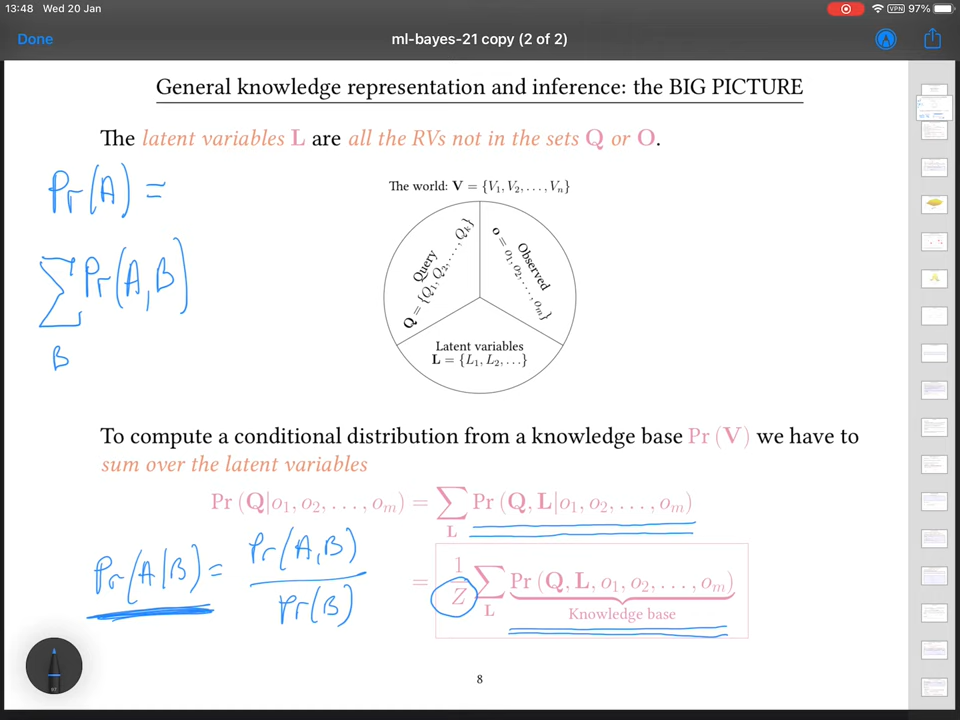 13:48 Wed 20 Jan VPN 97%
Done ml-bayes-21 copy (2 of 2)
General knowledge representation and inference: the BIG PICTURE
The latent variables L are all the RVs not in the sets Q or O.
Pr(A) =
∑_B Pr(A,B)
The world: V = {V₁, V₂, . . . , Vₙ}
Query
Q = {Q₁, Q₂, . . . , Qₖ}
Observed
o = o₁, o₂, . . . , oₘ}
Latent variables
L = {L₁, L₂, . . .}
To compute a conditional distribution from a knowledge base Pr (V) we have to
sum over the latent variables
Pr (Q|o₁, o₂, . . . , oₘ) = ∑_L Pr (Q, L|o₁, o₂, . . . , oₘ)
= 1/Z ∑_L Pr (Q, L, o₁, o₂, . . . , oₘ)
Knowledge base
Pr(A|B) = Pr(A,B) / Pr(B)
8